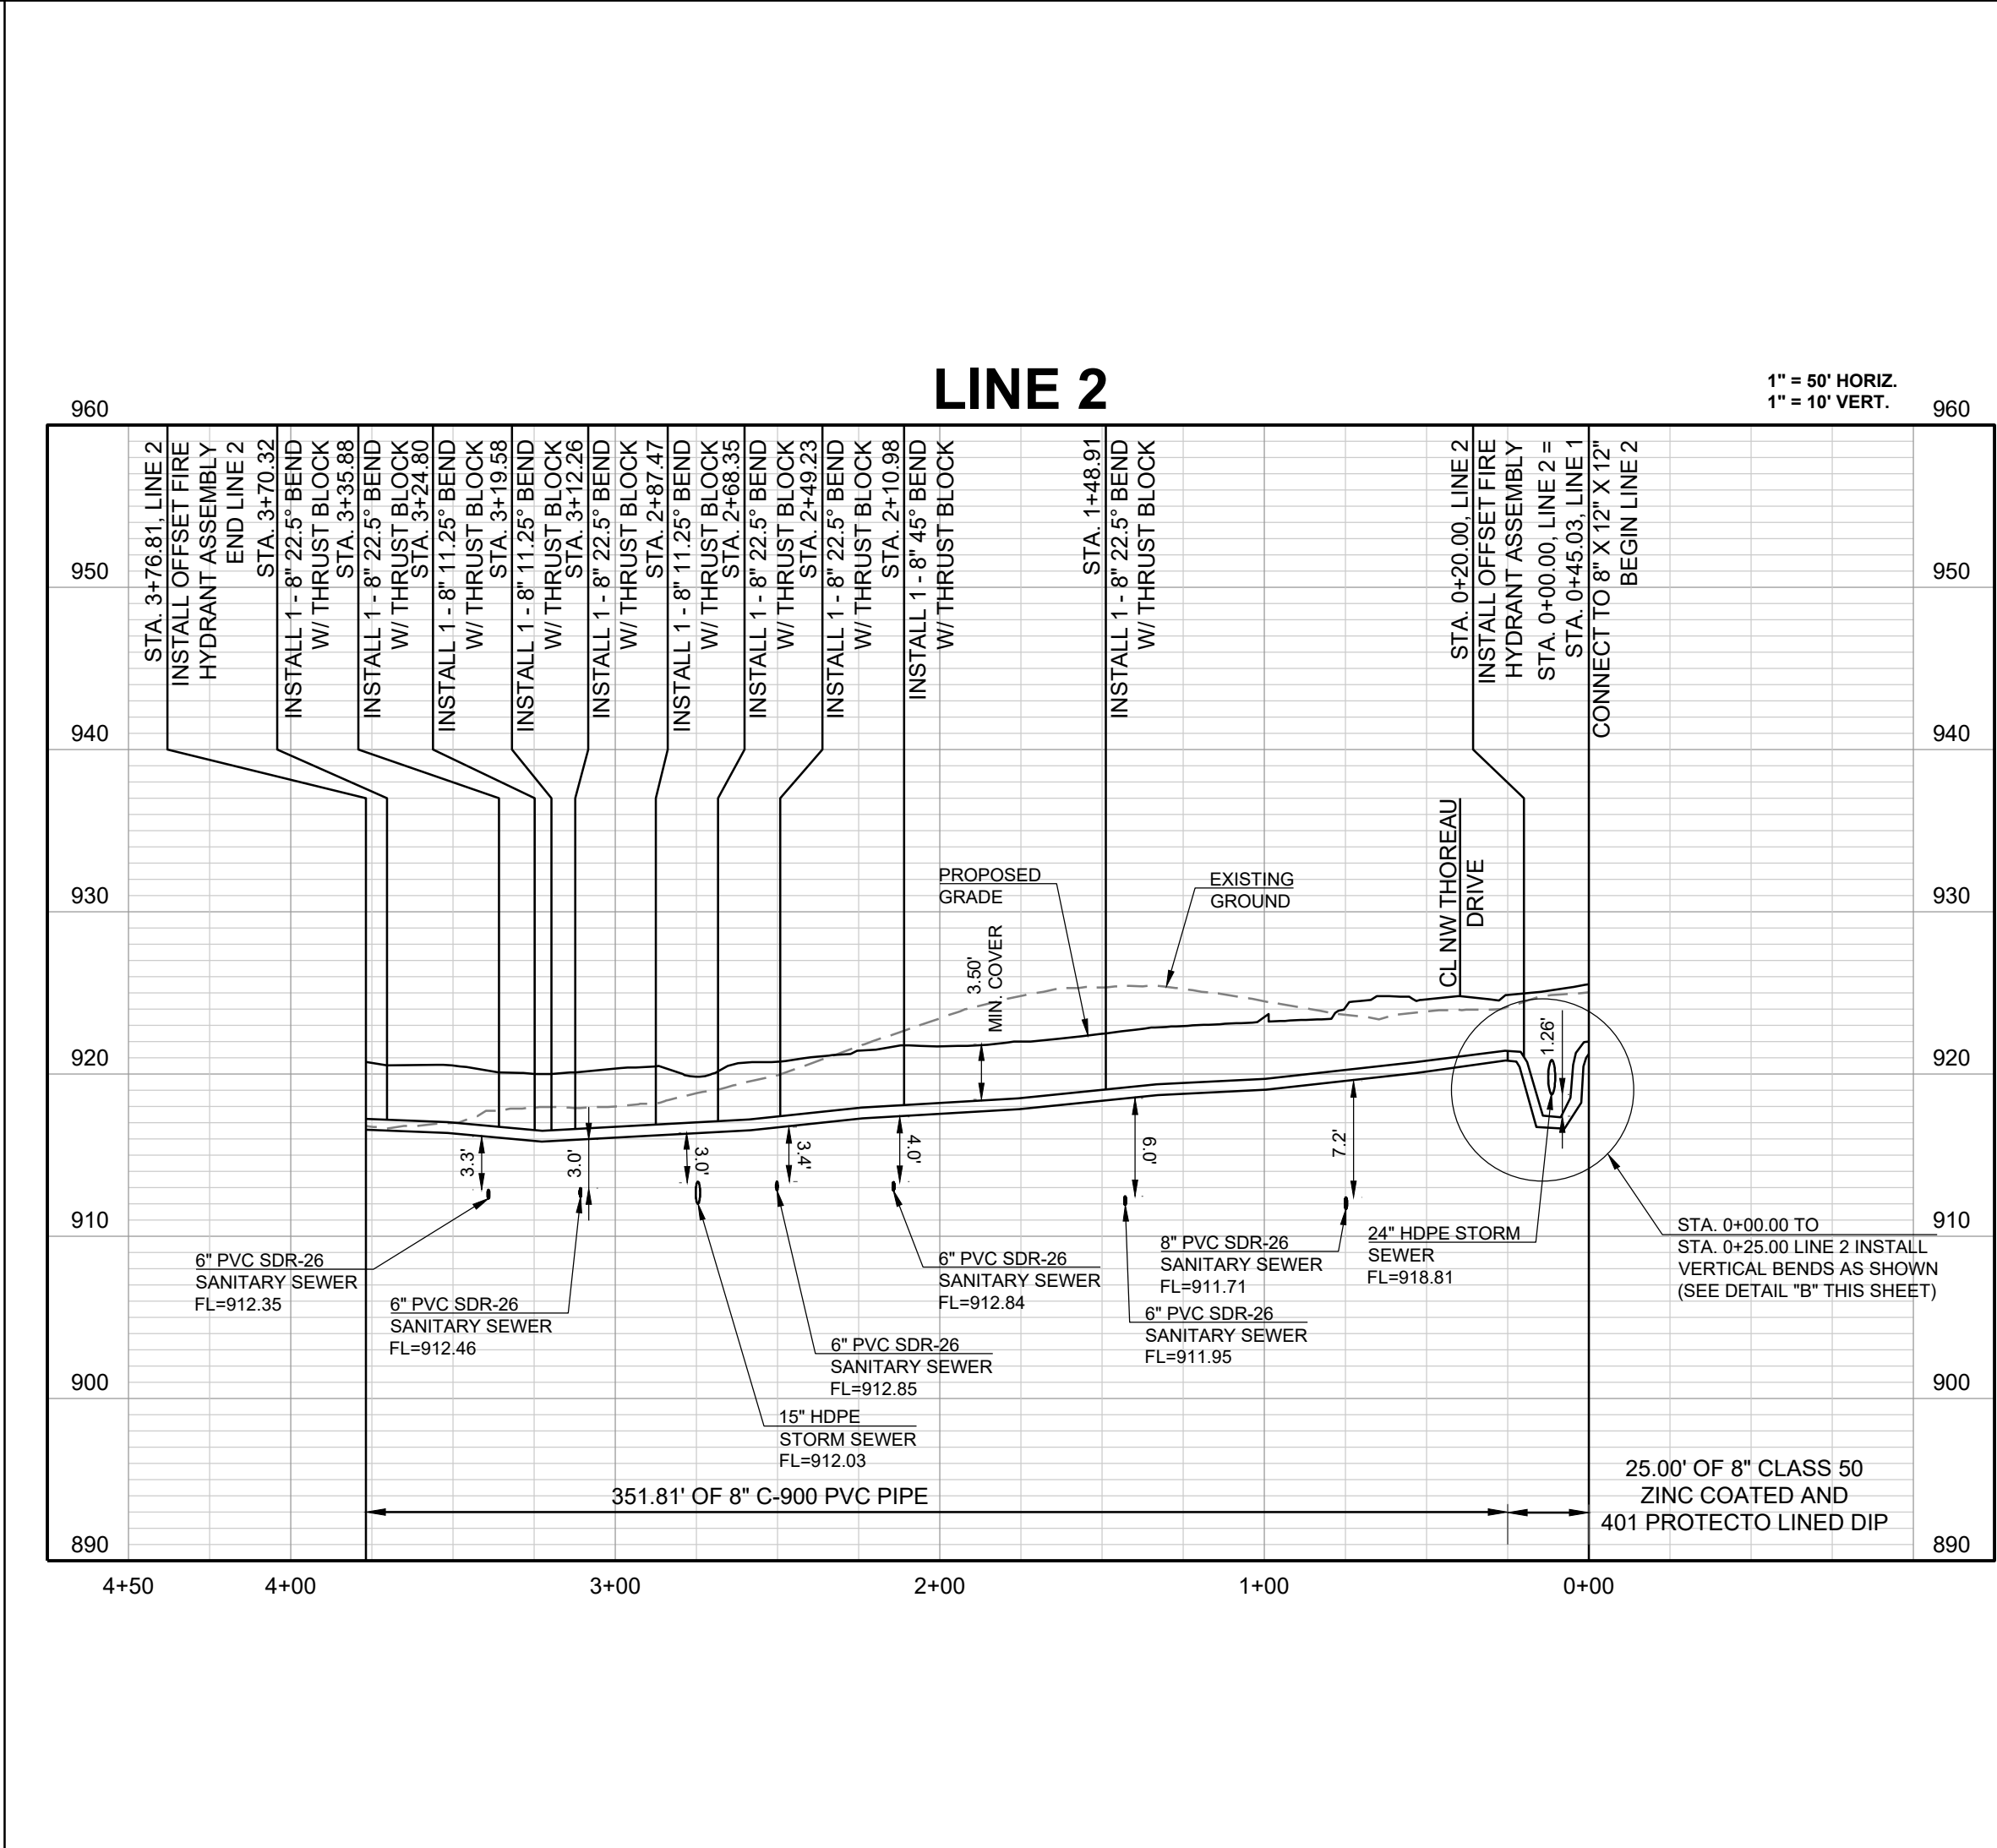 LINE 2
1" = 50' HORIZ.
1" = 10' VERT.
960
960
950
950
940
940
930
930
920
920
910
910
900
900
890
890
STA. 3+76.81, LINE 2
INSTALL OFFSET FIRE
HYDRANT ASSEMBLY
END LINE 2
STA. 3+70.32
INSTALL 1 - 8" 22.5° BEND
W/ THRUST BLOCK
STA. 3+35.88
INSTALL 1 - 8" 22.5° BEND
W/ THRUST BLOCK
STA. 3+24.80
INSTALL 1 - 8" 11.25° BEND
W/ THRUST BLOCK
STA. 3+19.58
INSTALL 1 - 8" 11.25° BEND
W/ THRUST BLOCK
STA. 3+12.26
INSTALL 1 - 8" 22.5° BEND
W/ THRUST BLOCK
STA. 2+87.47
INSTALL 1 - 8" 11.25° BEND
W/ THRUST BLOCK
STA. 2+68.35
INSTALL 1 - 8" 22.5° BEND
W/ THRUST BLOCK
STA. 2+49.23
INSTALL 1 - 8" 22.5° BEND
W/ THRUST BLOCK
STA. 2+10.98
INSTALL 1 - 8" 45° BEND
W/ THRUST BLOCK
STA. 1+48.91
INSTALL 1 - 8" 22.5° BEND
W/ THRUST BLOCK
STA. 0+20.00, LINE 2
INSTALL OFFSET FIRE
HYDRANT ASSEMBLY
STA. 0+00.00, LINE 2 =
STA. 0+45.03, LINE 1
CONNECT TO 8" X 12" X 12"
BEGIN LINE 2
CL NW THOREAU
DRIVE
PROPOSED
GRADE
EXISTING
GROUND
3.50'
MIN. COVER
1.26'
3.3'
3.0'
3.0'
3.4'
4.0'
6.0'
7.2'
6" PVC SDR-26
SANITARY SEWER
FL=912.35
6" PVC SDR-26
SANITARY SEWER
FL=912.46
15" HDPE
STORM SEWER
FL=912.03
6" PVC SDR-26
SANITARY SEWER
FL=912.85
6" PVC SDR-26
SANITARY SEWER
FL=912.84
6" PVC SDR-26
SANITARY SEWER
FL=911.95
8" PVC SDR-26
SANITARY SEWER
FL=911.71
24" HDPE STORM
SEWER
FL=918.81
STA. 0+00.00 TO
STA. 0+25.00 LINE 2 INSTALL
VERTICAL BENDS AS SHOWN
(SEE DETAIL "B" THIS SHEET)
351.81' OF 8" C-900 PVC PIPE
25.00' OF 8" CLASS 50
ZINC COATED AND
401 PROTECTO LINED DIP
4+50
4+00
3+00
2+00
1+00
0+00